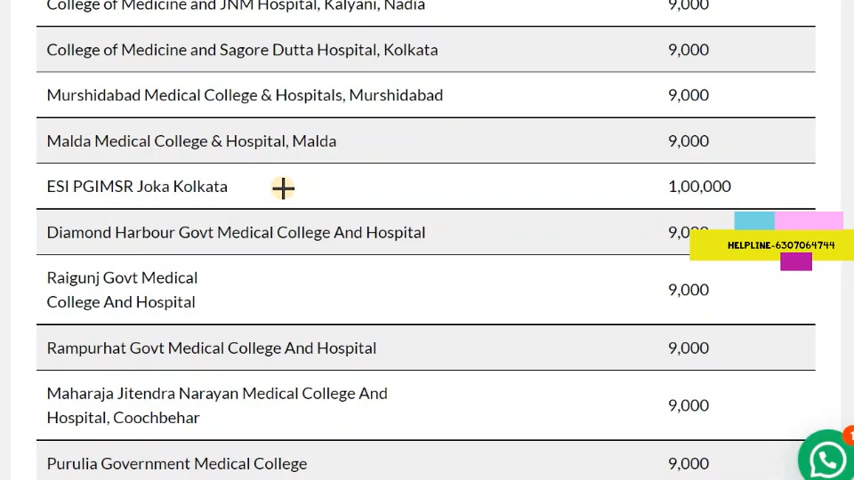 College of Medicine and JNM Hospital, Kalyani, Nadia 9,000
College of Medicine and Sagore Dutta Hospital, Kolkata 9,000
Murshidabad Medical College & Hospitals, Murshidabad 9,000
Malda Medical College & Hospital, Malda 9,000
ESI PGIMSR Joka Kolkata 1,00,000
Diamond Harbour Govt Medical College And Hospital
HELPLINE-6307064744
Raigunj Govt Medical
College And Hospital 9,000
Rampurhat Govt Medical College And Hospital 9,000
Maharaja Jitendra Narayan Medical College And
Hospital, Coochbehar 9,000
Purulia Government Medical College 9,000